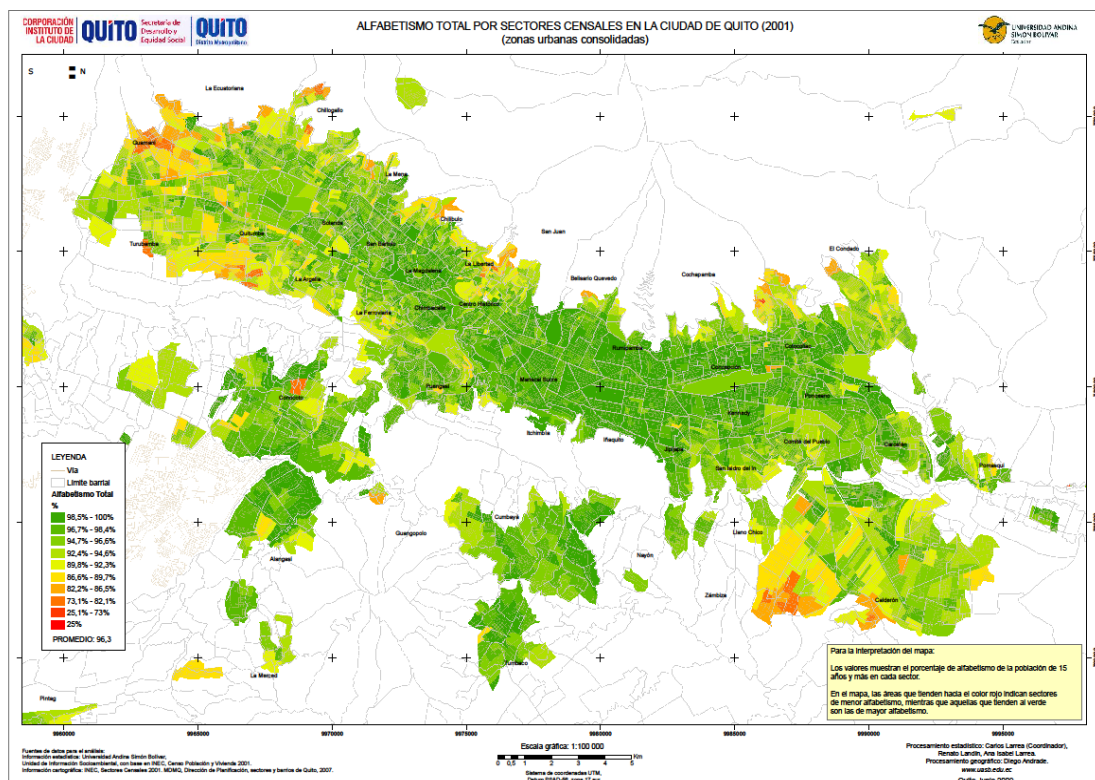 CORPORACIÓN
INSTITUTO DE
LA CIUDAD
QUITO
Secretaría de
Desarrollo y
Equidad Social
QUITO
Distrito Metropolitano
ALFABETISMO TOTAL POR SECTORES CENSALES EN LA CIUDAD DE QUITO (2001)
(zonas urbanas consolidadas)
UNIVERSIDAD ANDINA
SIMON BOLIVAR
Ecuador
S N
La Ecuatoriana
Chillogallo
Guamaní
La Mena
Chilibulo
Solanda
San Juan
Turubamba
Quitumbe
San Bartolo
El Condado
La Libertad
La Magdalena
Belisario Quevedo
Cochapamba
La Argelia
Centro Histórico
Chimbacalle
La Ferroviaria
Rumipamba
Cotocollao
Concepción
Puengasí
Mariscal Sucre
Conocoto
Ponceano
Kennedy
Itchimbía
Iñaquito
Jipijapa
Comité del Pueblo
Carcelén
San Isidro del In
Pomasqui
Cumbayá
Guangopolo
Llano Chico
Alangasí
Nayón
Zámbiza
Calderón
Tumbaco
La Merced
Pintag
LEYENDA
Vía
Límite barrial
Alfabetismo Total
%
98,5% - 100%
96,7% - 98,4%
94,7% - 96,6%
92,4% - 94,6%
89,8% - 92,3%
86,6% - 89,7%
82,2% - 86,5%
73,1% - 82,1%
25,1% - 73%
25%
PROMEDIO: 96,3
Para la interpretación del mapa:
Los valores muestran el porcentaje de alfabetismo de la población de 15
años y más en cada sector.
En el mapa, las áreas que tienden hacia el color rojo indican sectores
de menor alfabetismo, mientras que aquellas que tienden al verde
son las de mayor alfabetismo.
9960000 9965000 9970000 9975000 9980000 9985000 9990000 9995000
Fuentes de datos para el análisis:
Información estadística: Universidad Andina Simón Bolívar,
Unidad de Información Socioambiental, con base en INEC, Censo Población y Vivienda 2001.
Información cartográfica: INEC, Sectores Censales 2001. MDMQ, Dirección de Planificación, sectores y barrios de Quito, 2007.
Escala gráfica: 1:100 000
0 0,5 1 2 3 4 5 Km
Sistema de coordenadas UTM,
Procesamiento estadístico: Carlos Larrea (Coordinador),
Renato Landín, Ana Isabel Larrea.
Procesamiento geográfico: Diego Andrade.
www.uasb.edu.ec